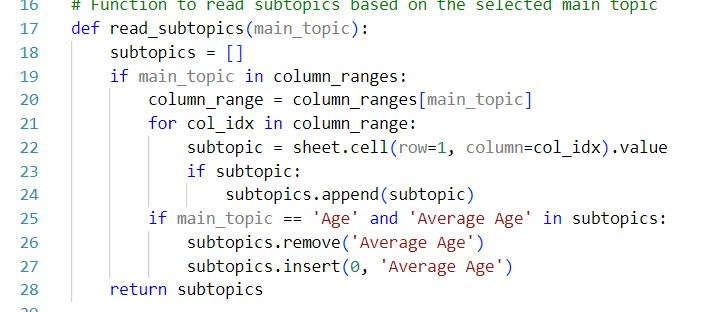 16 # Function to read subtopics based on the selected main topic
17 def read_subtopics(main_topic):
18     subtopics = []
19     if main_topic in column_ranges:
20         column_range = column_ranges[main_topic]
21         for col_idx in column_range:
22             subtopic = sheet.cell(row=1, column=col_idx).value
23             if subtopic:
24                 subtopics.append(subtopic)
25         if main_topic == 'Age' and 'Average Age' in subtopics:
26             subtopics.remove('Average Age')
27             subtopics.insert(0, 'Average Age')
28     return subtopics